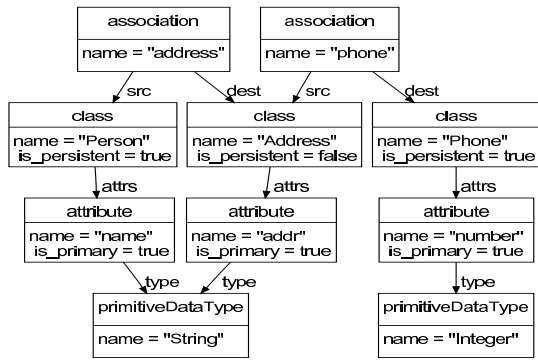 association
name = "address"
association
name = "phone"
src
dest
src
dest
class
name = "Person"
is_persistent = true
class
name = "Address"
is_persistent = false
class
name = "Phone"
is_persistent = true
attrs
attrs
attrs
attribute
name = "name"
is_primary = true
attribute
name = "addr"
is_primary = true
attribute
name = "number"
is_primary = true
type
type
type
primitiveDataType
name = "String"
primitiveDataType
name = "Integer"